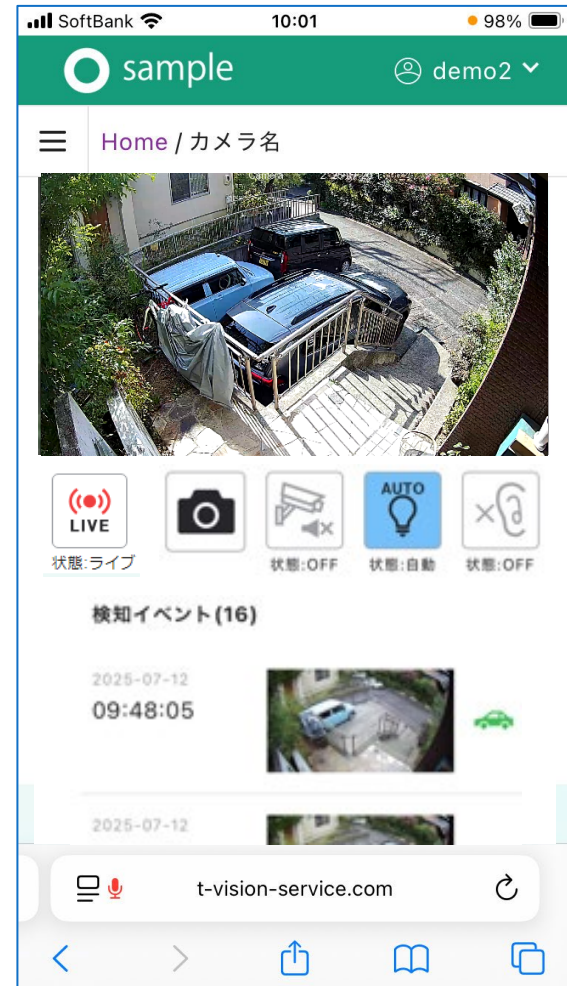 SoftBank 10:01 98%
sample demo2
Home / カメラ名
Camera
LIVE
AUTO
状態:ライブ 状態:OFF 状態:自動 状態:OFF
検知イベント(16)
2025-07-12
09:48:05
2025-07-12
t-vision-service.com